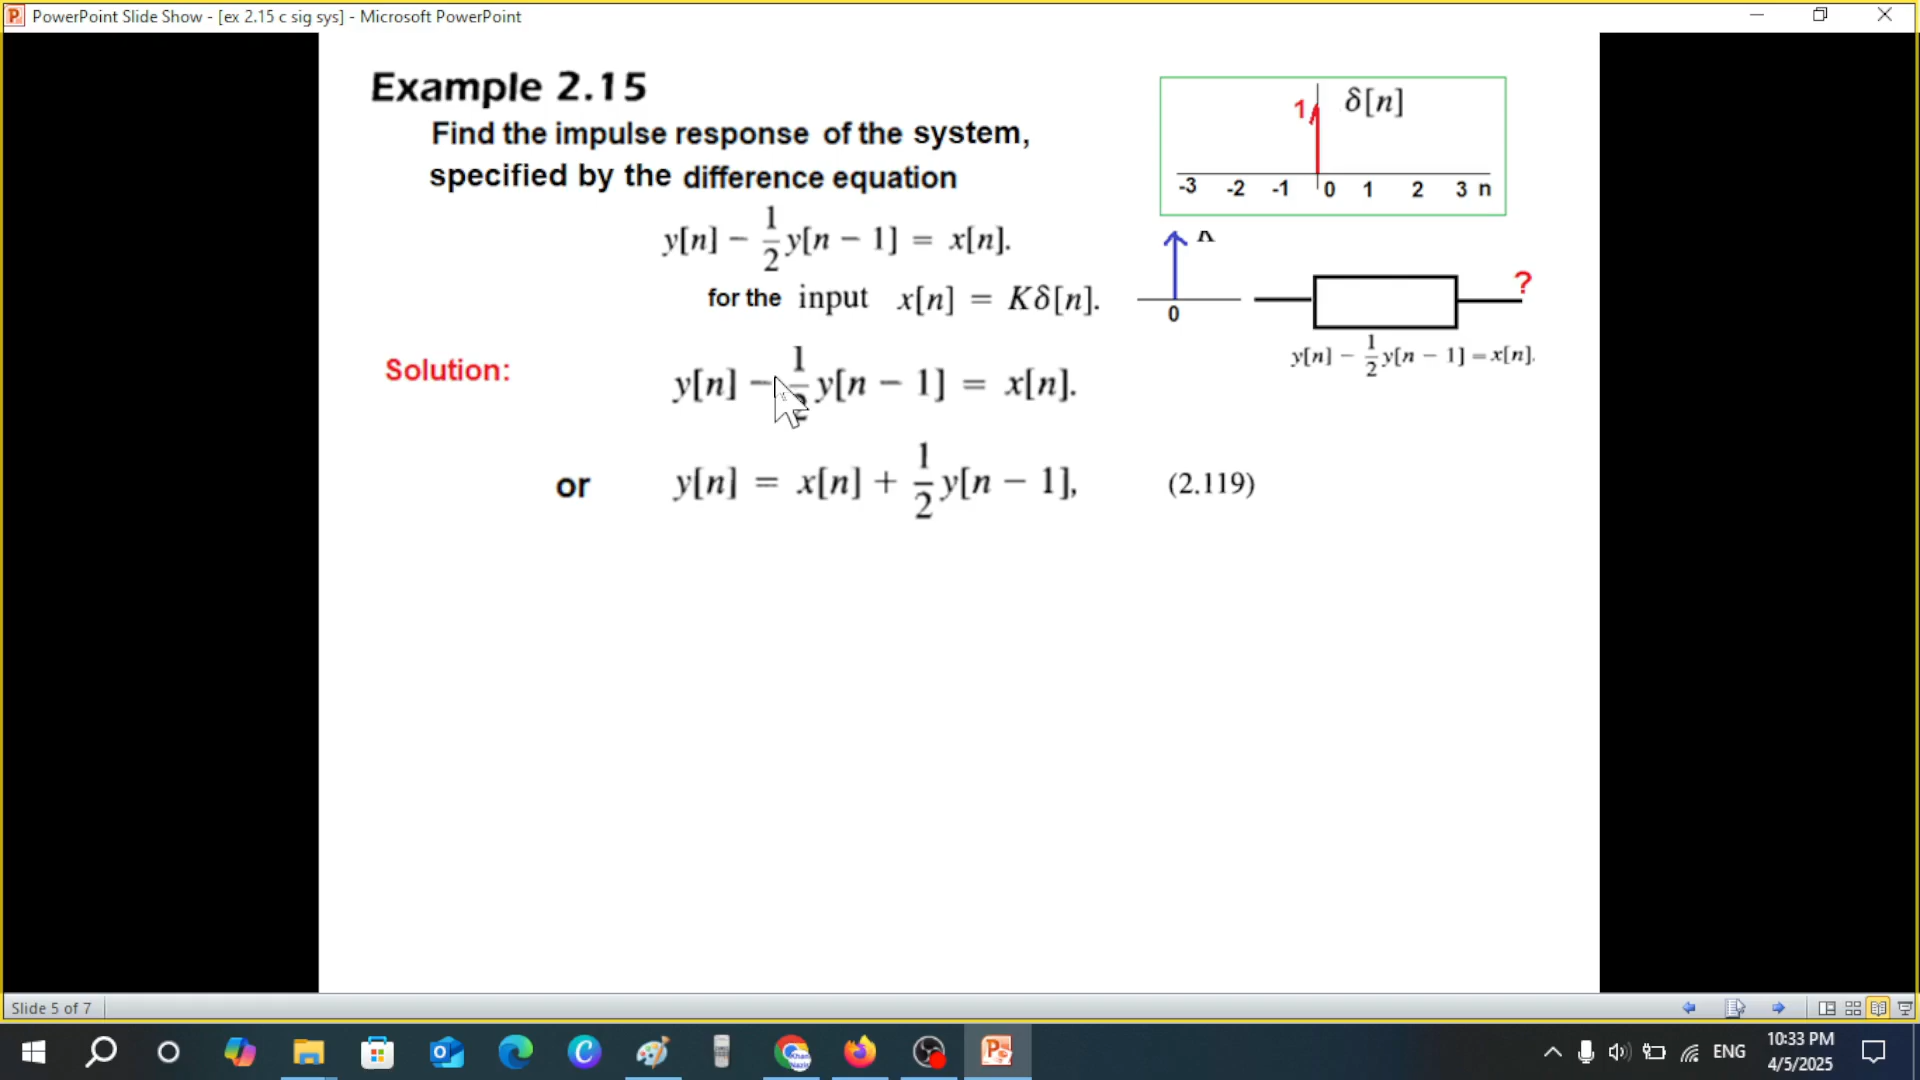 PowerPoint Slide Show - [ex 2.15 c sig sys] - Microsoft PowerPoint
Example 2.15
Find the impulse response of the system,
specified by the difference equation
y[n] − 1/2 y[n − 1] = x[n].
for the input x[n] = Kδ[n].
1 δ[n]
-3 -2 -1 0 1 2 3 n
0
?
y[n] − 1/2 y[n − 1] = x[n].
Solution:
y[n] − 1/2 y[n − 1] = x[n].
or y[n] = x[n] + 1/2 y[n − 1], (2.119)
Slide 5 of 7
ENG
10:33 PM
4/5/2025